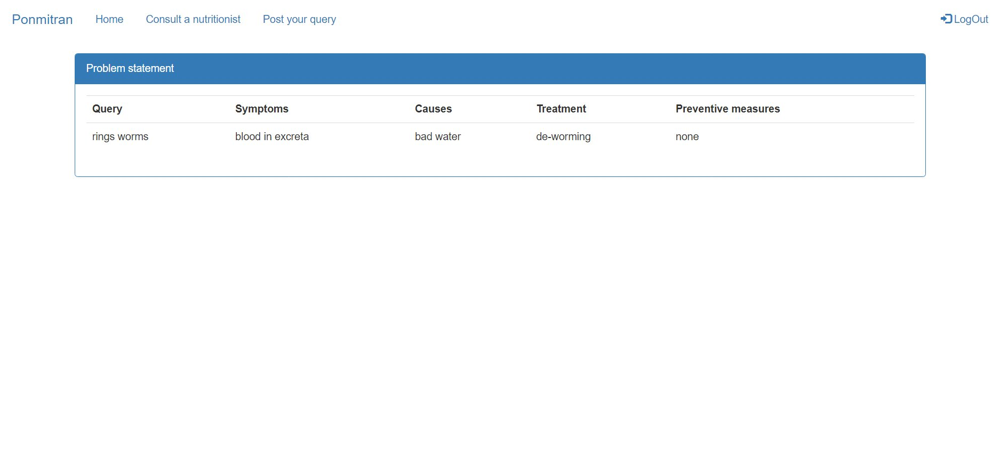 Ponmitran Home Consult a nutritionist Post your query LogOut
Problem statement
Query Symptoms Causes Treatment Preventive measures
rings worms blood in excreta bad water de-worming none